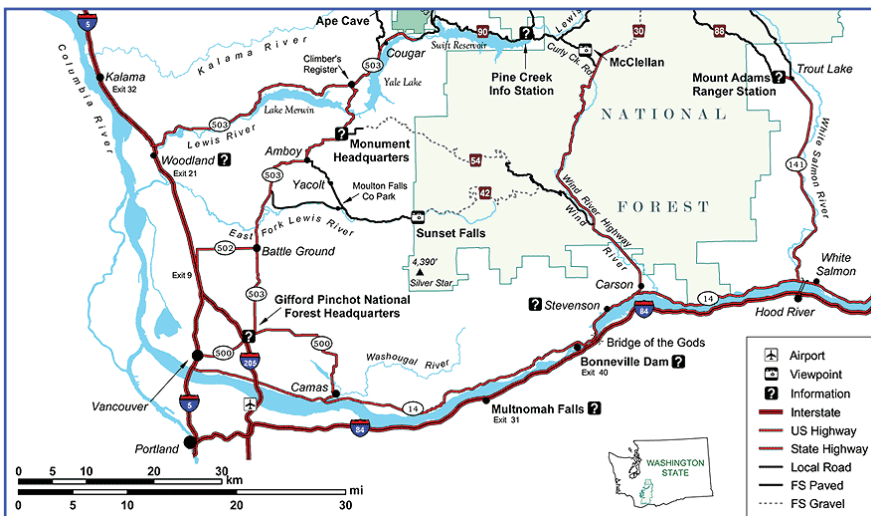 5
Ape Cave
Cougar
Swift Reservoir
90
Lewis
30
88
Kalama River
Kalama
Exit 32
Columbia River
Climber's
Register
503
Yale Lake
Pine Creek
Info Station
Curly Ck. Rd
McClellan
Mount Adams
Ranger Station
Trout Lake
Lake Merwin
503
Lewis River
Woodland
Exit 21
Monument
Headquarters
NATIONAL
FOREST
White Salmon River
141
Amboy
503
Yacolt
Moulton Falls
Co Park
54
42
Wind River Highway
Wind
River
East Fork Lewis River
Sunset Falls
502
Battle Ground
Exit 9
4,390'
Silver Star
Carson
White
Salmon
14
Hood River
503
Gifford Pinchot National
Forest Headquarters
Stevenson
84
Bridge of the Gods
Bonneville Dam
Exit 40
500
500
205
Washougal River
Camas
Vancouver
5
14
Multnomah Falls
Exit 31
84
Portland
Airport
Viewpoint
Information
Interstate
US Highway
State Highway
Local Road
FS Paved
FS Gravel
WASHINGTON
STATE
0 5 10 20 30
km
mi
0 5 10 20 30